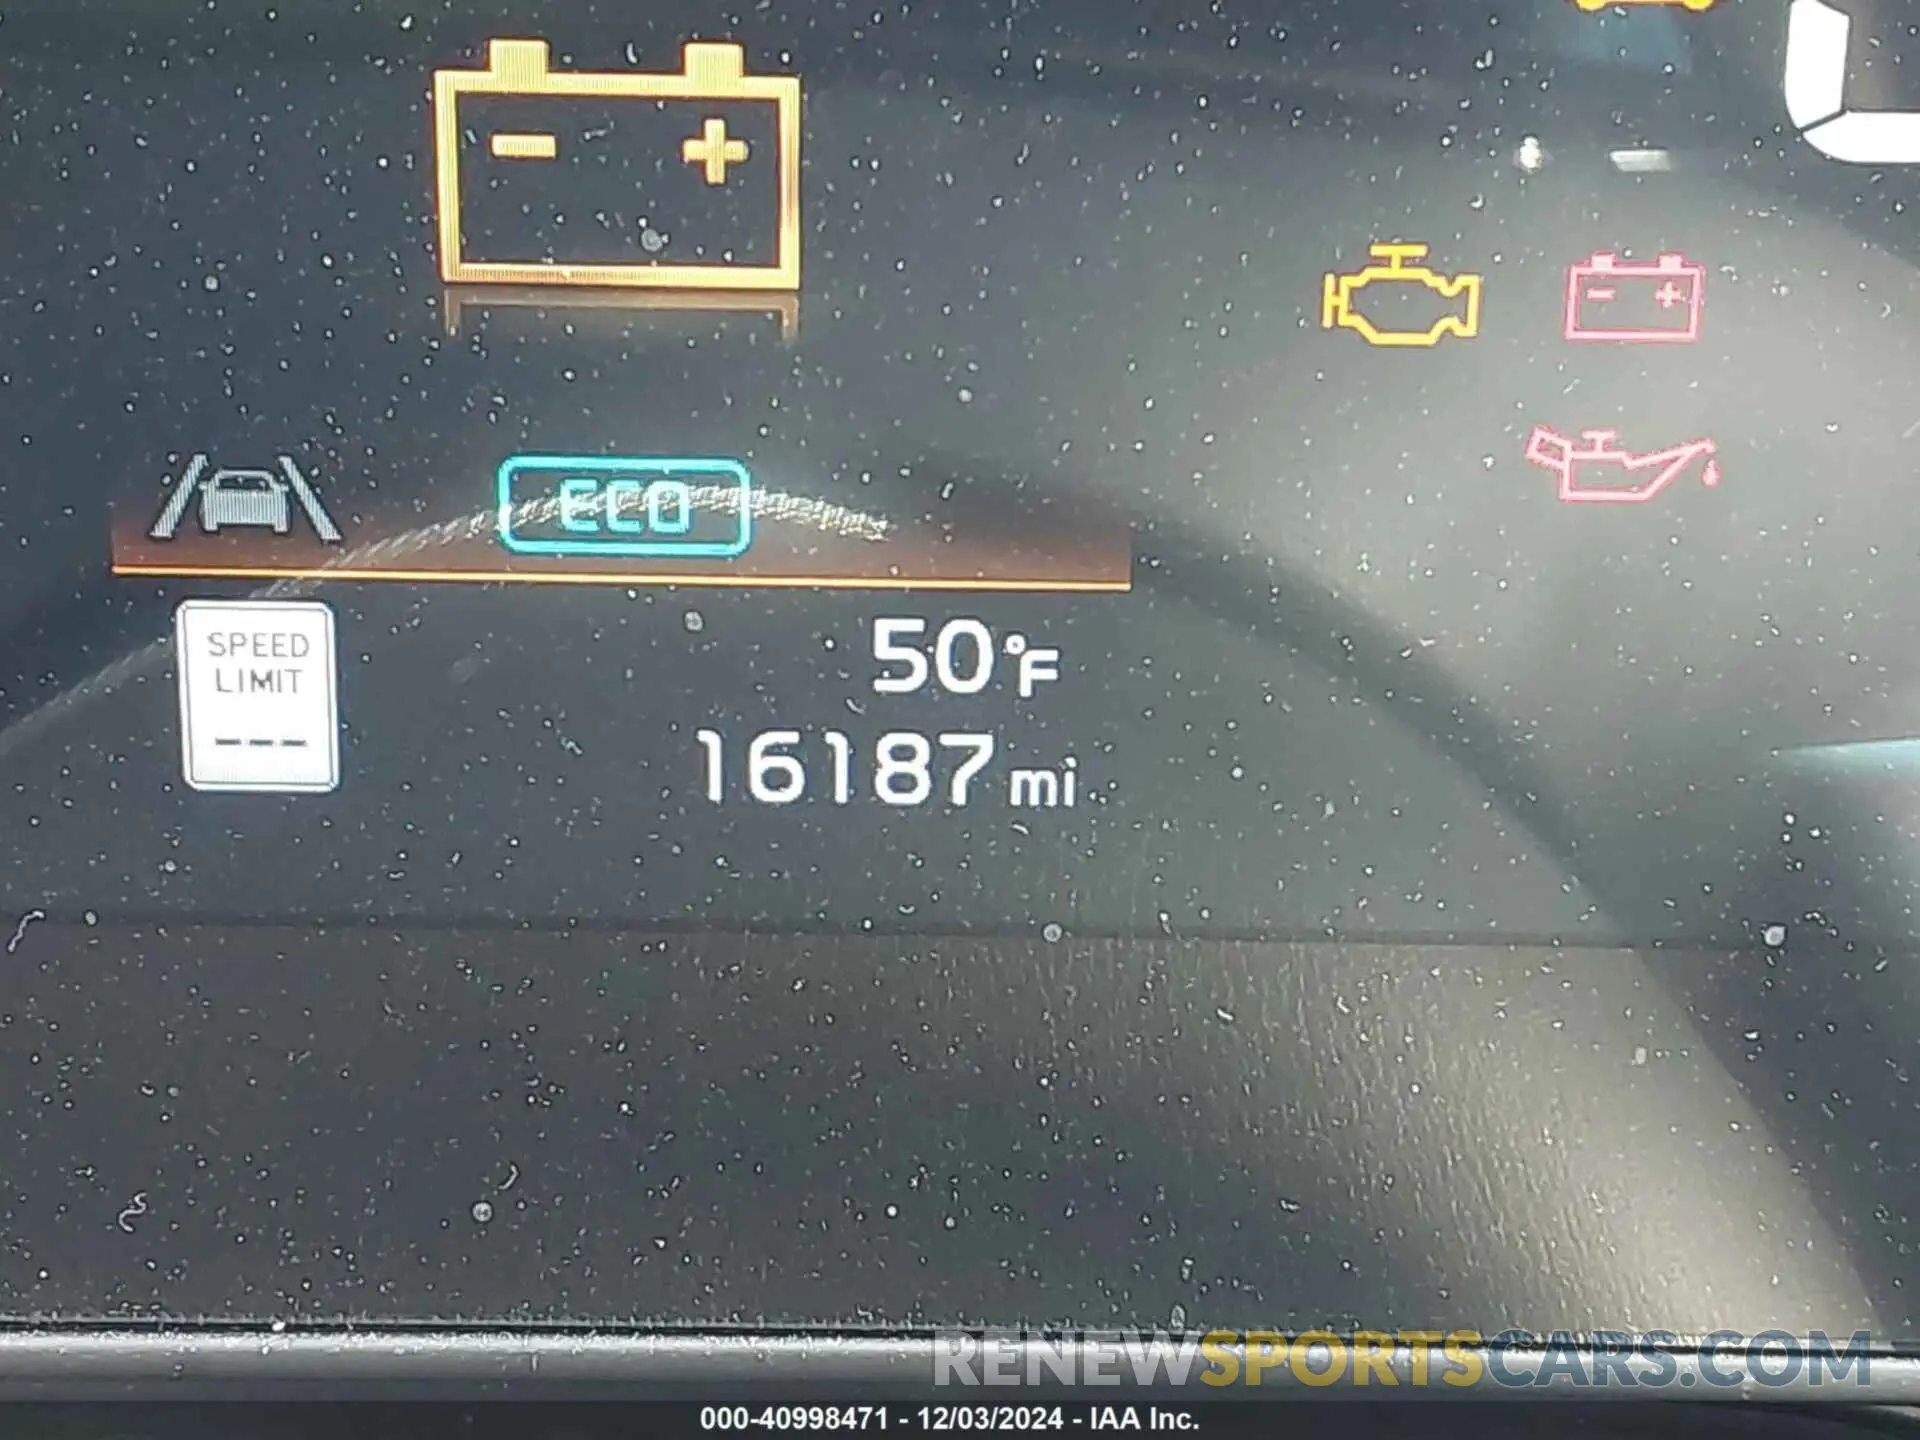 ECO
SPEED
LIMIT
---
50°F
16187 mi
RENEWSPORTSCARS.COM
000-40998471 - 12/03/2024 - IAA Inc.